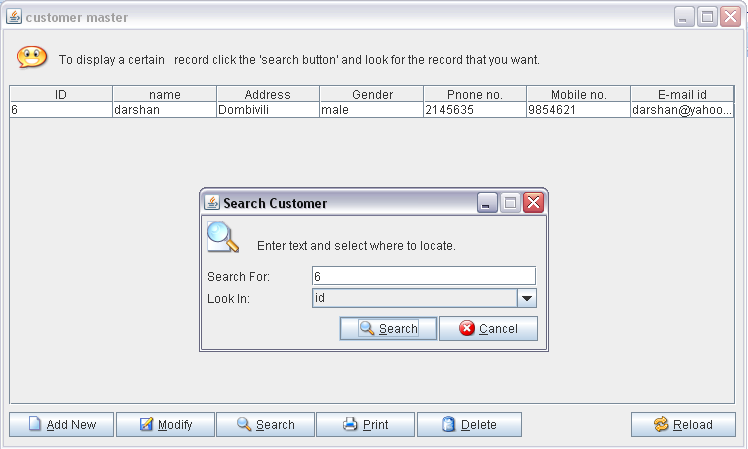 customer master
To display a certain record click the 'search button' and look for the record that you want.
ID name Address Gender Pnone no. Mobile no. E-mail id
6 darshan Dombivili male 2145635 9854621 darshan@yahoo...
Search Customer
Enter text and select where to locate.
Search For: 6
Look In: id
Search Cancel
Add New Modify Search Print Delete Reload